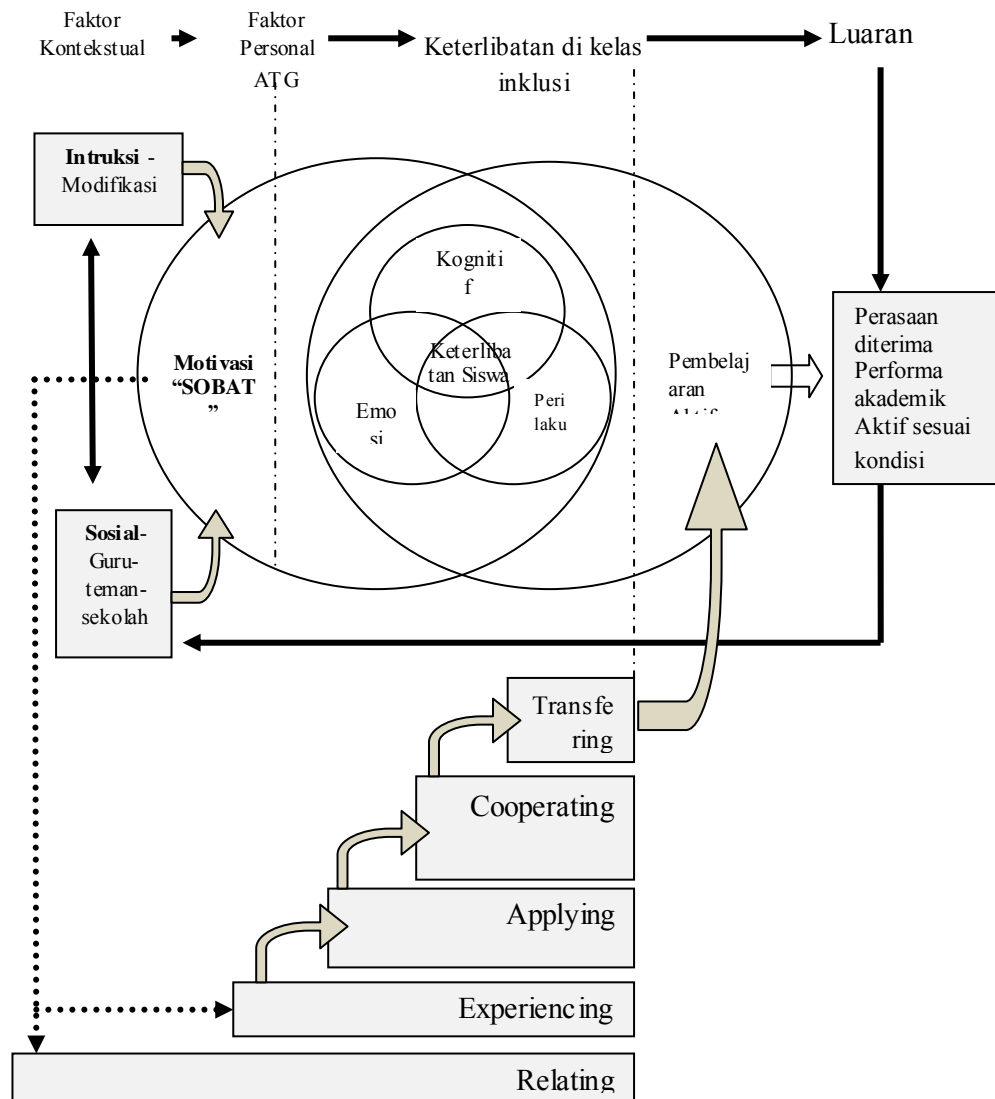 Faktor
Kontekstual
Faktor
Personal
ATG
Keterlibatan di kelas
inklusi
Luaran
Intruksi -
Modifikasi
Kogniti
f
Motivasi
“SOBAT
”
Keterliba
tan Siswa
Emo
si
Peri
laku
Pembelaj
aran
Aktif
Perasaan
diterima
Performa
akademik
Aktif sesuai
kondisi
Sosial-
Guru-
teman-
sekolah
Transfe
ring
Cooperating
Applying
Experiencing
Relating